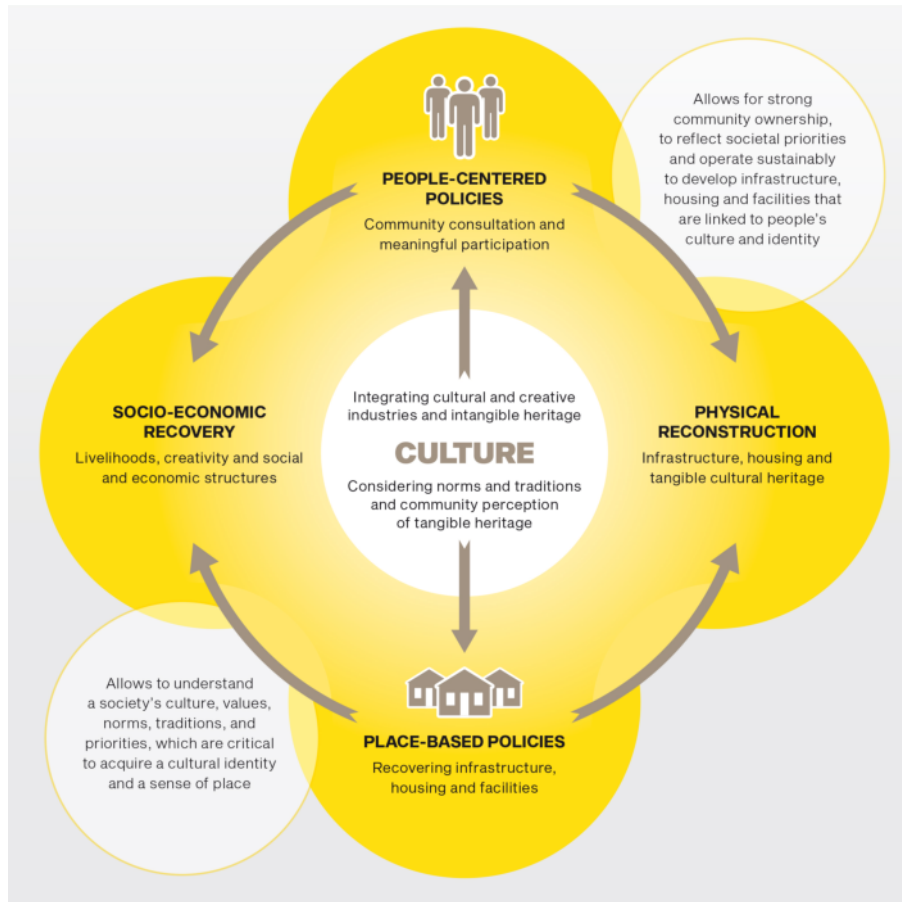 PEOPLE-CENTERED
POLICIES
Community consultation and
meaningful participation
Allows for strong
community ownership,
to reflect societal priorities
and operate sustainably
to develop infrastructure,
housing and facilities that
are linked to people's
culture and identity
SOCIO-ECONOMIC
RECOVERY
Livelihoods, creativity and social
and economic structures
Integrating cultural and creative
industries and intangible heritage
CULTURE
Considering norms and traditions
and community perception
of tangible heritage
PHYSICAL
RECONSTRUCTION
Infrastructure, housing and
tangible cultural heritage
Allows to understand
a society's culture, values,
norms, traditions, and
priorities, which are critical
to acquire a cultural identity
and a sense of place
PLACE-BASED POLICIES
Recovering infrastructure,
housing and facilities